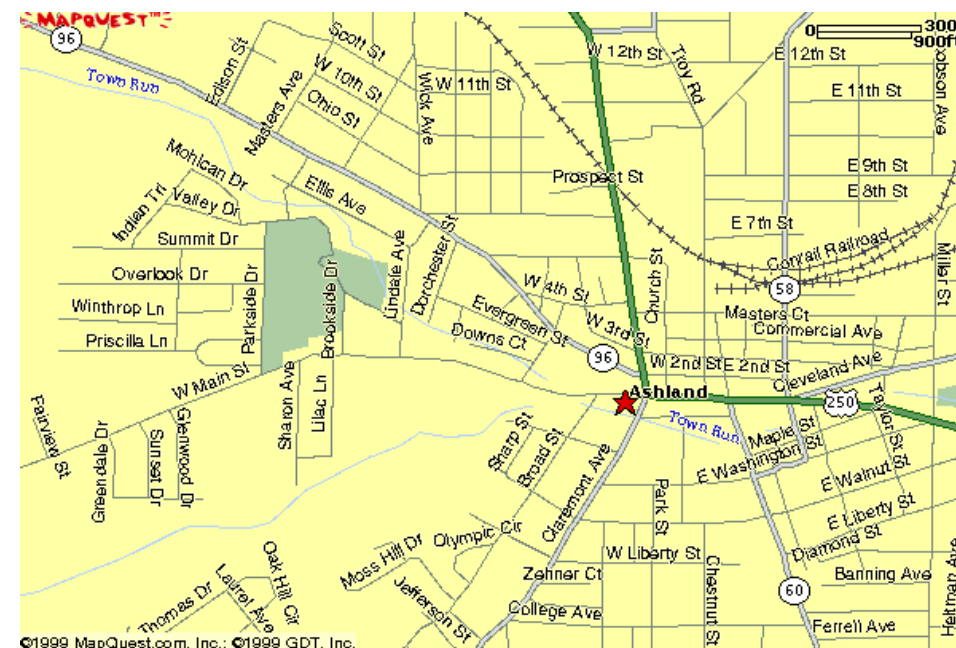 MAPQUEST™
0 300
900ft
96
Scott St
W 12th St
E 12th St
Edison St
W 10th St
Troy Rd
Town Run
W 11th St
E 11th St
Masters Ave
Ohio St
Wick Ave
Mohican Dr
Prospect St
E 9th St
Ellis Ave
E 8th St
Indian Trl
Valley Dr
E 7th St
Summit Dr
Dorchester St
Church St
Conrail Railroad
Overlook Dr
Parkside Dr
Brookside Dr
Lindale Ave
W 4th St
58
Miller St
Winthrop Ln
Evergreen St
W 3rd St
Masters Ct
Commercial Ave
Priscilla Ln
Downs Ct
96
W 2nd St
E 2nd St
Cleveland Ave
W Main St
Ashland
250
Fairview St
Greendale Dr
Sunset Dr
Glenwood Dr
Sharon Ave
Lilac Ln
Sharp St
Broad St
Town Run
Maple St
Taylor St
E Washington St
E Walnut St
Claremont Ave
Park St
E Liberty St
Olympic Cir
Moss Hill Dr
W Liberty St
Diamond St
Oak Hill Cir
Zehner Ct
Chestnut St
Banning Ave
Thomas Dr
Laurel Ave
Jefferson St
College Ave
60
Ferrell Ave
©1999 MapQuest.com, Inc.; ©1999 GDT, Inc.